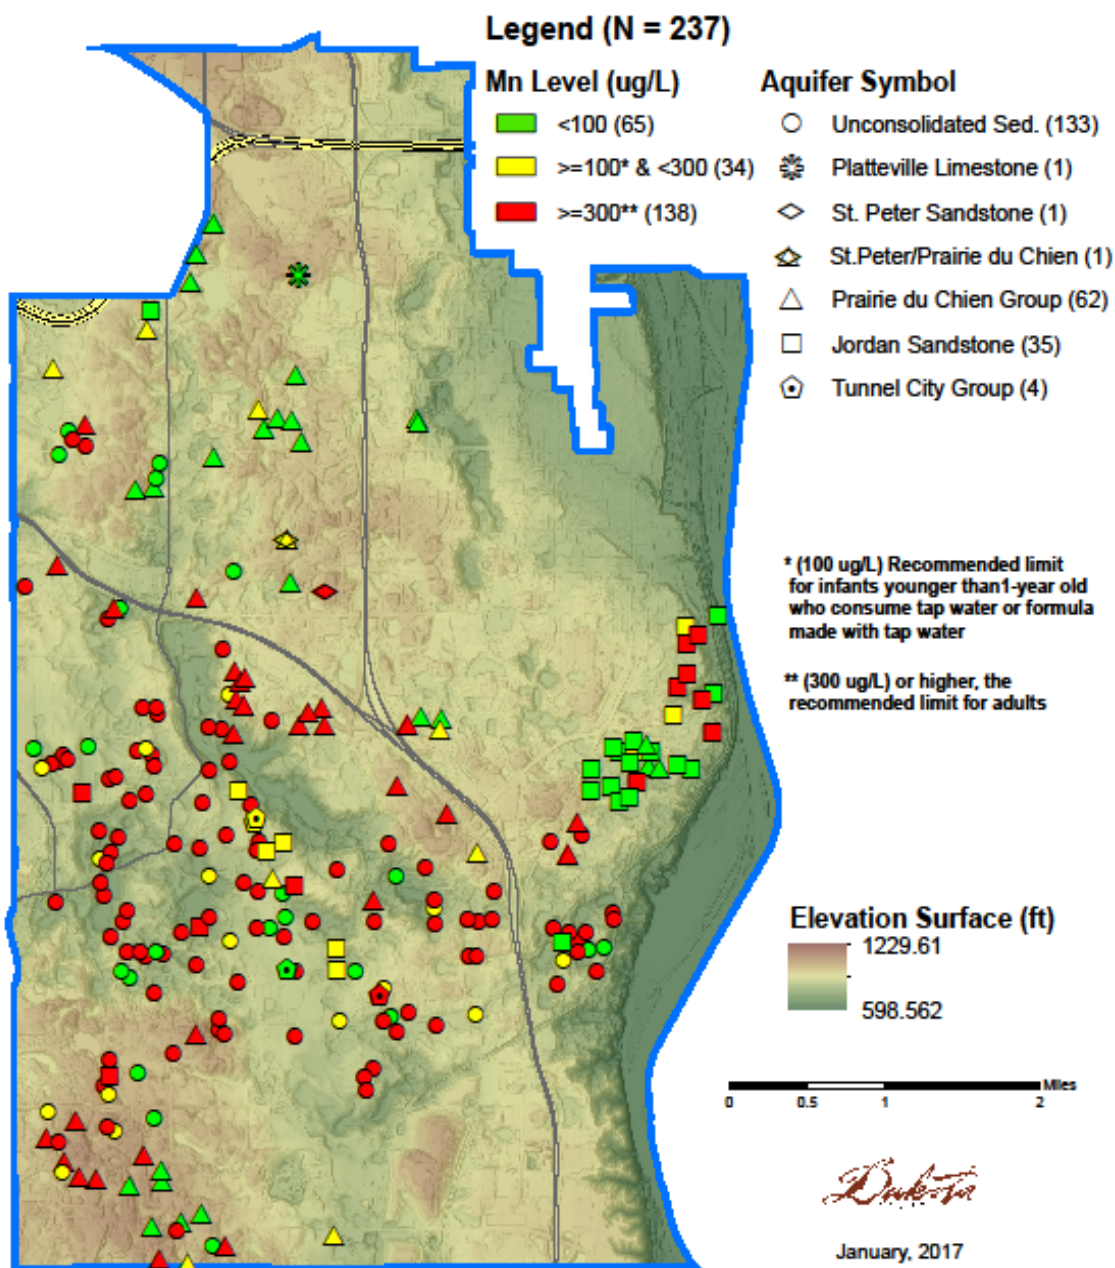 Legend (N = 237)
Mn Level (ug/L)
<100 (65)
>=100* & <300 (34)
>=300** (138)
Aquifer Symbol
Unconsolidated Sed. (133)
Platteville Limestone (1)
St. Peter Sandstone (1)
St.Peter/Prairie du Chien (1)
Prairie du Chien Group (62)
Jordan Sandstone (35)
Tunnel City Group (4)
* (100 ug/L) Recommended limit
for infants younger than1-year old
who consume tap water or formula
made with tap water
** (300 ug/L) or higher, the
recommended limit for adults
Elevation Surface (ft)
1229.61
598.562
Miles
0 0.5 1 2
Dakota
January, 2017